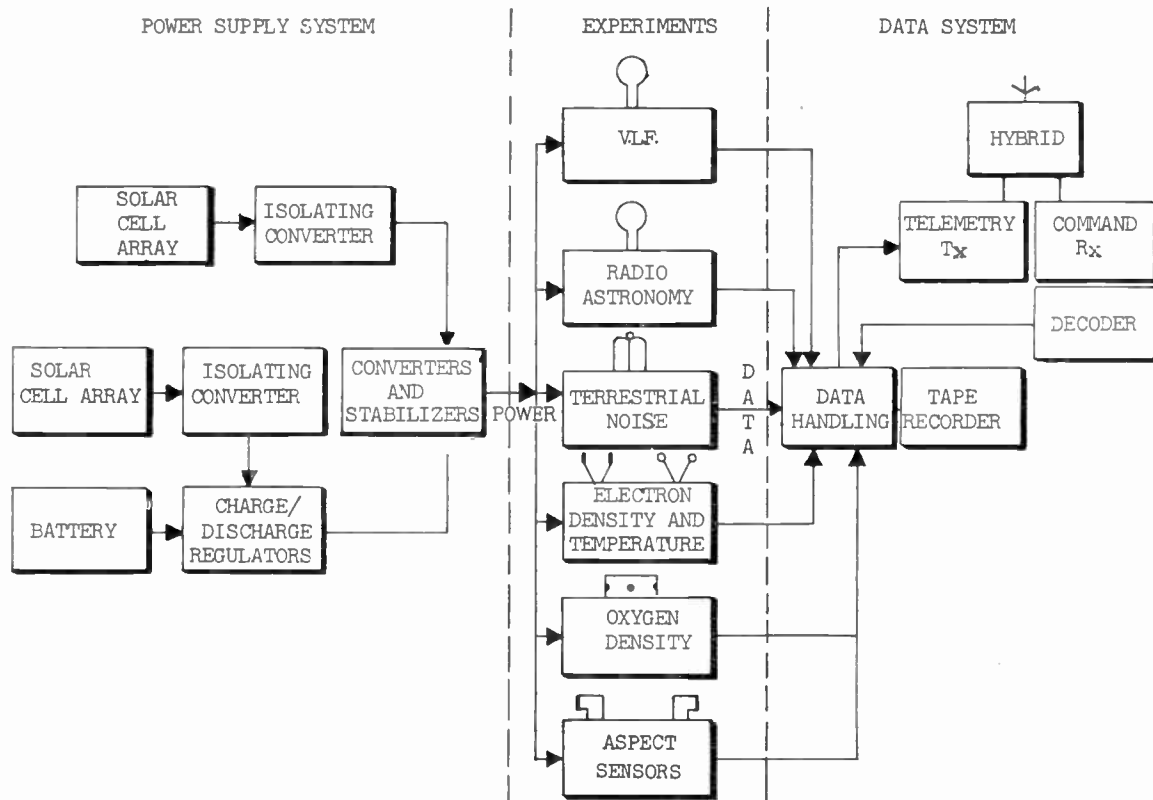 POWER SUPPLY SYSTEM
EXPERIMENTS
DATA SYSTEM
SOLAR
CELL
ARRAY
ISOLATING
CONVERTER
SOLAR
CELL ARRAY
ISOLATING
CONVERTER
CONVERTERS
AND
STABILIZERS
BATTERY
CHARGE/
DISCHARGE
REGULATORS
POWER
V.L.F.
RADIO
ASTRONOMY
TERRESTRIAL
NOISE
ELECTRON
DENSITY AND
TEMPERATURE
OXYGEN
DENSITY
ASPECT
SENSORS
D
A
T
A
HYBRID
TELEMETRY
Tx
COMMAND
Rx
DECODER
DATA
HANDLING
TAPE
RECORDER